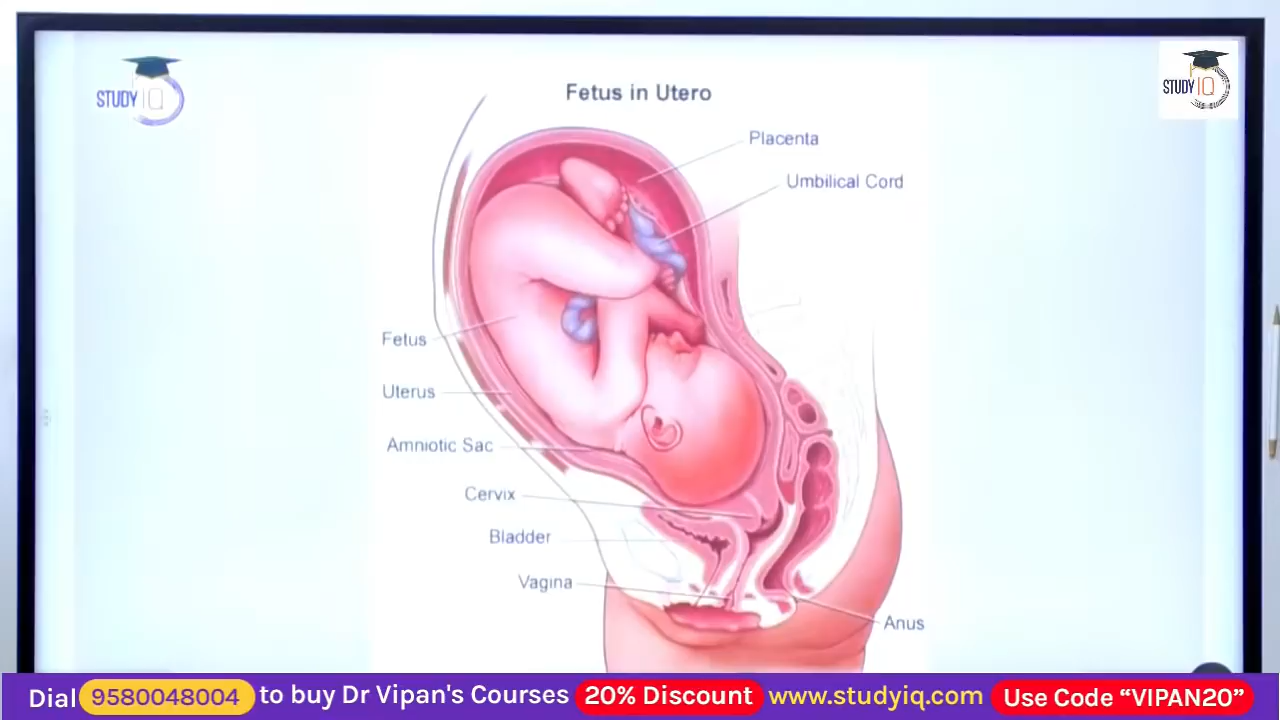 STUDY IQ
STUDY IQ
Fetus in Utero
Placenta
Umbilical Cord
Fetus
Uterus
Amniotic Sac
Cervix
Bladder
Vagina
Anus
Dial 9580048004 to buy Dr Vipan's Courses 20% Discount www.studyiq.com Use Code “VIPAN20”